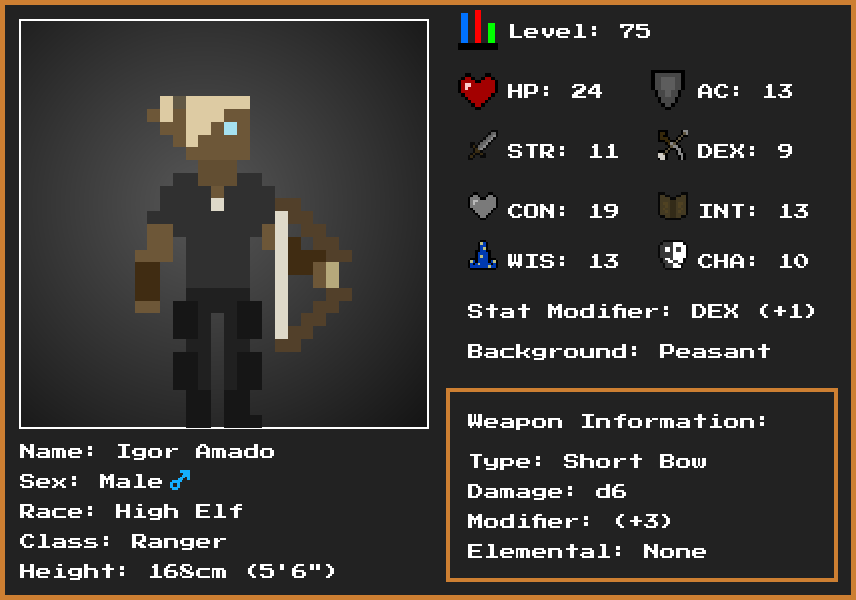 Level: 75
HP: 24
AC: 13
STR: 11
DEX: 9
CON: 19
INT: 13
WIS: 13
CHA: 10
Stat Modifier: DEX (+1)
Background: Peasant
Weapon Information:
Type: Short Bow
Damage: d6
Modifier: (+3)
Elemental: None
Name: Igor Amado
Sex: Male♂
Race: High Elf
Class: Ranger
Height: 168cm (5'6")